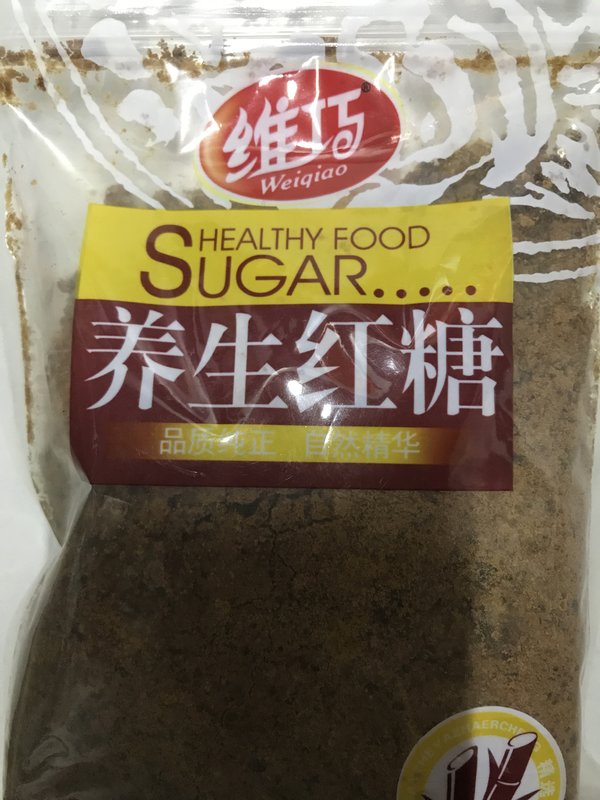 维巧®
Weiqiao
HEALTHY FOOD
SUGAR.....
养生红糖
品质纯正 自然精华